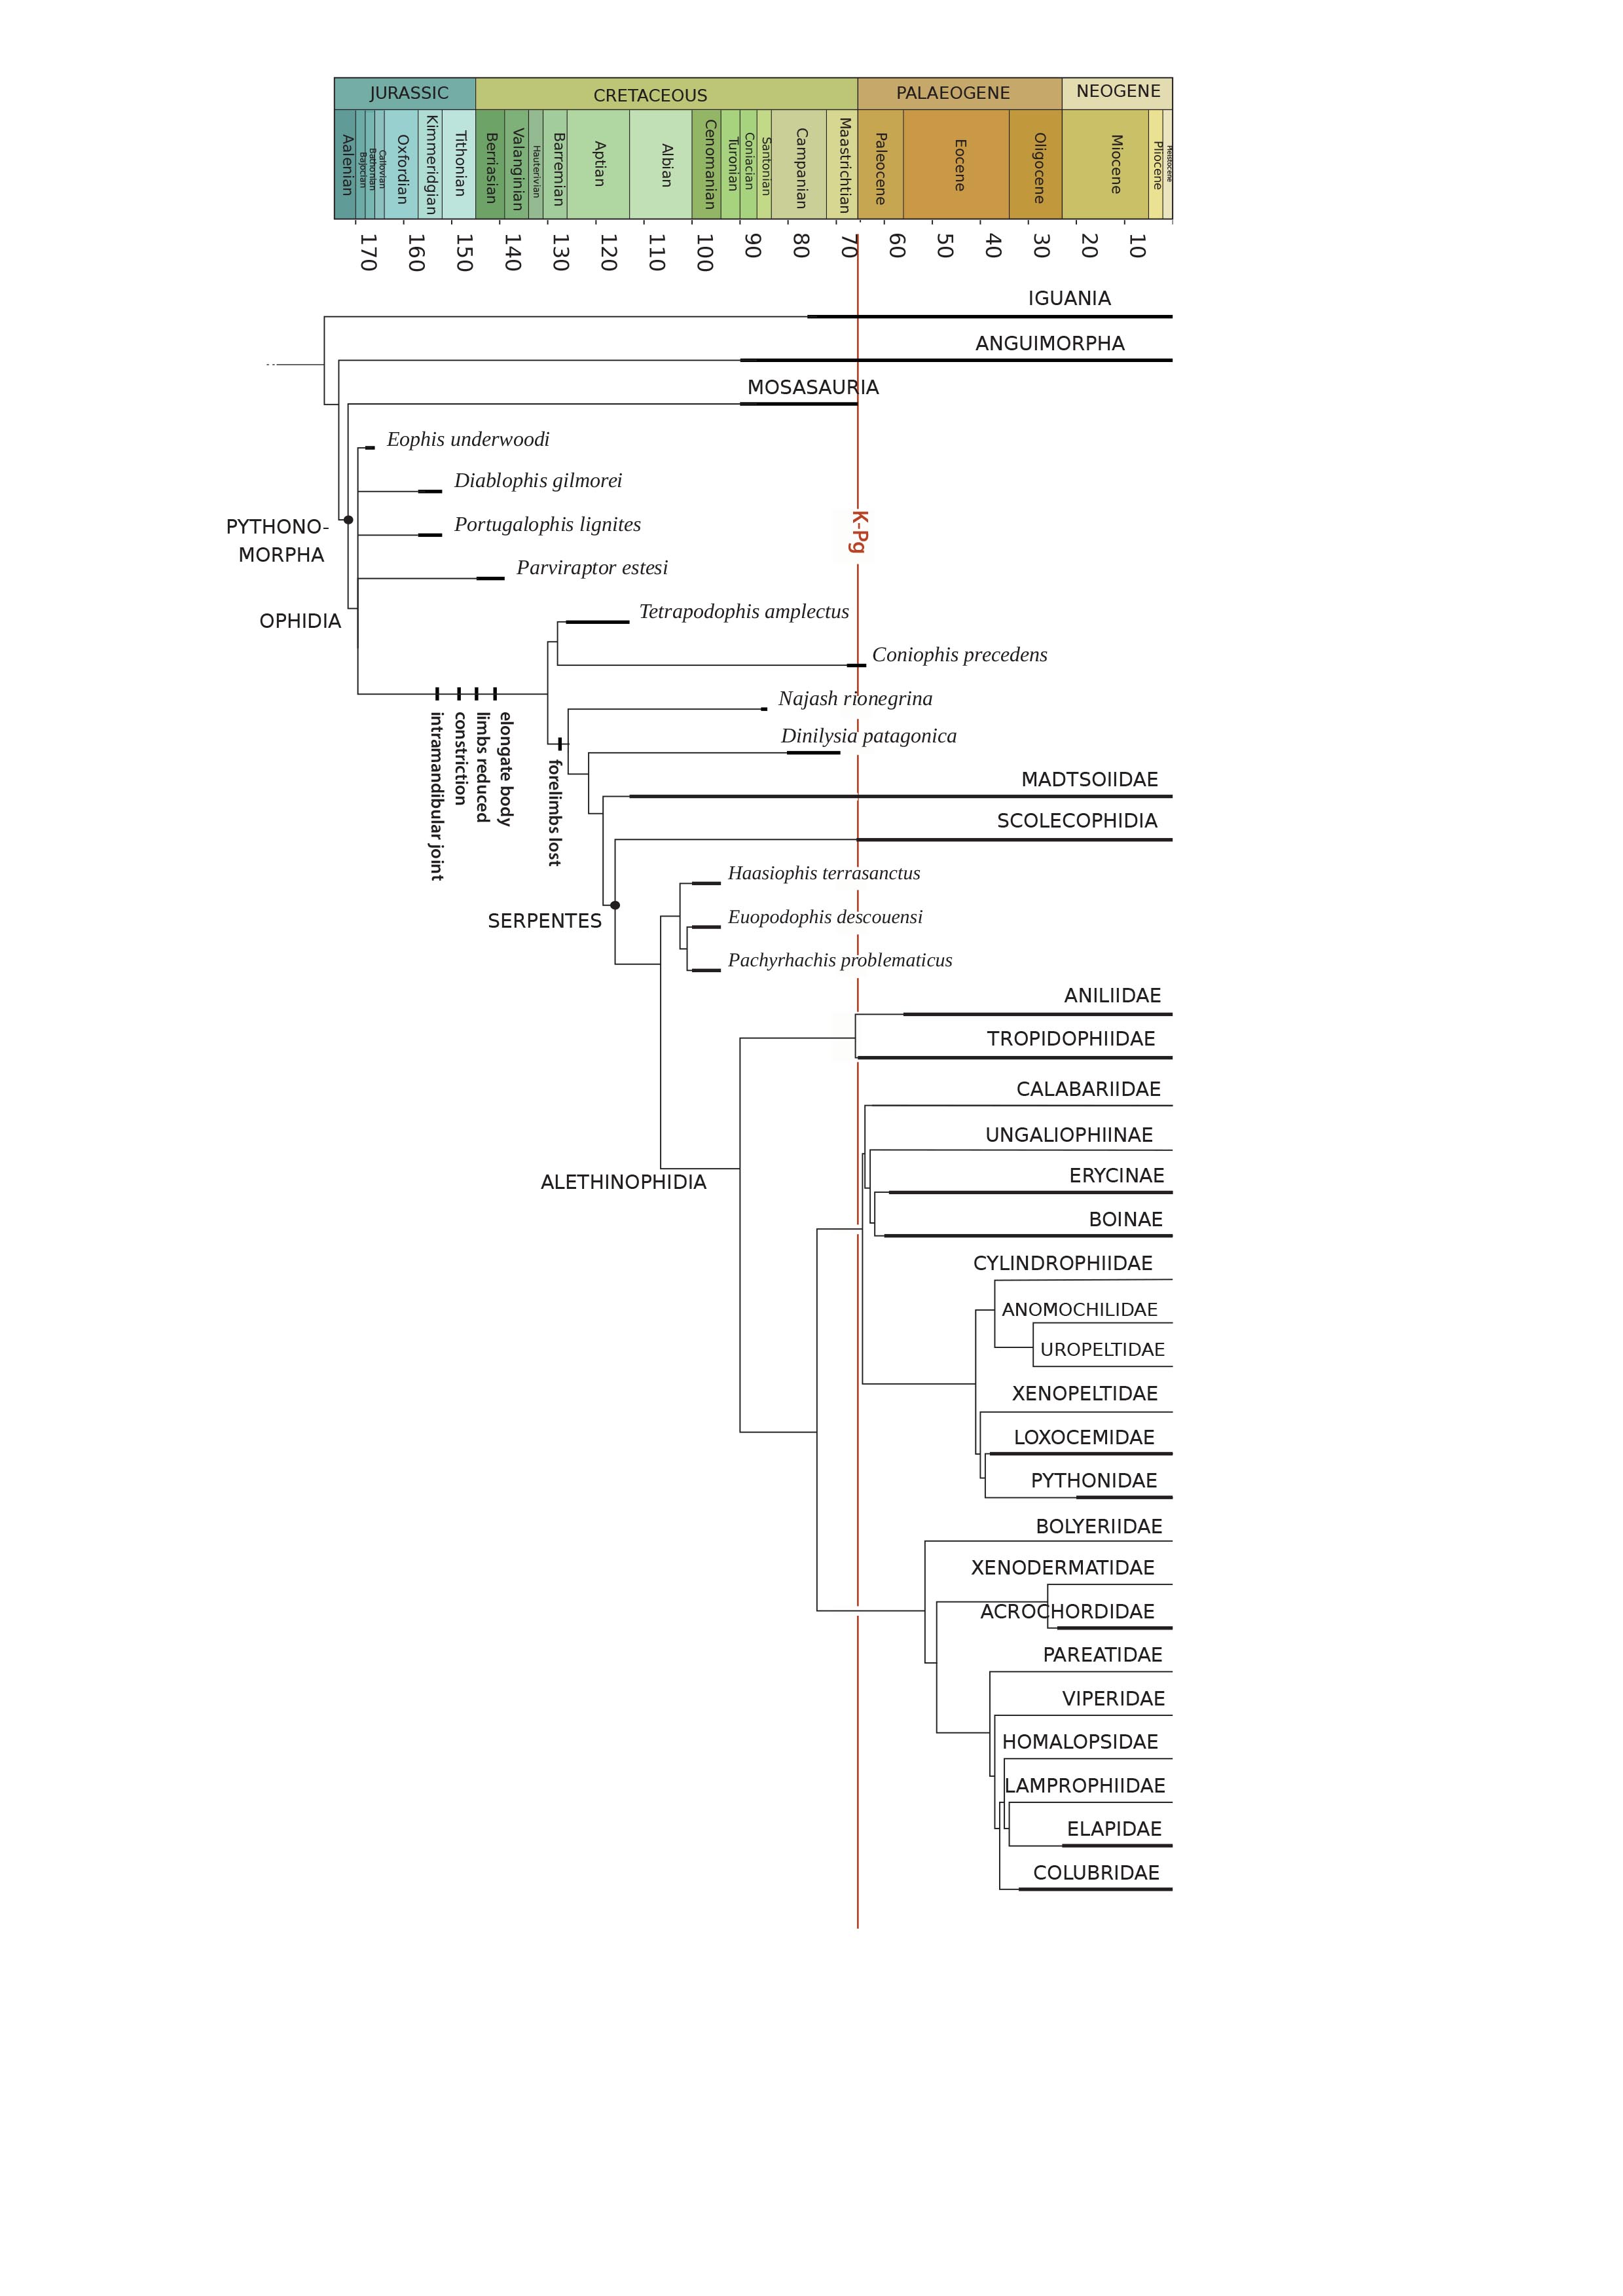 JURASSIC
CRETACEOUS
PALAEOGENE
NEOGENE
Aalenian
Bajocian
Bathonian
Callovian
Oxfordian
Kimmeridgian
Tithonian
Berriasian
Valanginian
Hauterivian
Barremian
Aptian
Albian
Cenomanian
Turonian
Coniacian
Santonian
Campanian
Maastrichtian
Paleocene
Eocene
Oligocene
Miocene
Pliocene
Pleistocene
170
160
150
140
130
120
110
100
90
80
70
60
50
40
30
20
10
IGUANIA
ANGUIMORPHA
MOSASAURIA
Eophis underwoodi
Diablophis gilmorei
Portugalophis lignites
PYTHONO-
MORPHA
K-Pg
Parviraptor estesi
OPHIDIA
Tetrapodophis amplectus
Coniophis precedens
Najash rionegrina
Dinilysia patagonica
intramandibular joint
constriction
limbs reduced
elongate body
forelimbs lost
MADTSOIIDAE
SCOLECOPHIDIA
Haasiophis terrasanctus
SERPENTES
Euopodophis descouensi
Pachyrhachis problematicus
ANILIIDAE
TROPIDOPHIIDAE
CALABARIIDAE
UNGALIOPHIINAE
ERYCINAE
ALETHINOPHIDIA
BOINAE
CYLINDROPHIIDAE
ANOMOCHILIDAE
UROPELTIDAE
XENOPELTIDAE
LOXOCEMIDAE
PYTHONIDAE
BOLYERIIDAE
XENODERMATIDAE
ACROCHORDIDAE
PAREATIDAE
VIPERIDAE
HOMALOPSIDAE
LAMPROPHIIDAE
ELAPIDAE
COLUBRIDAE